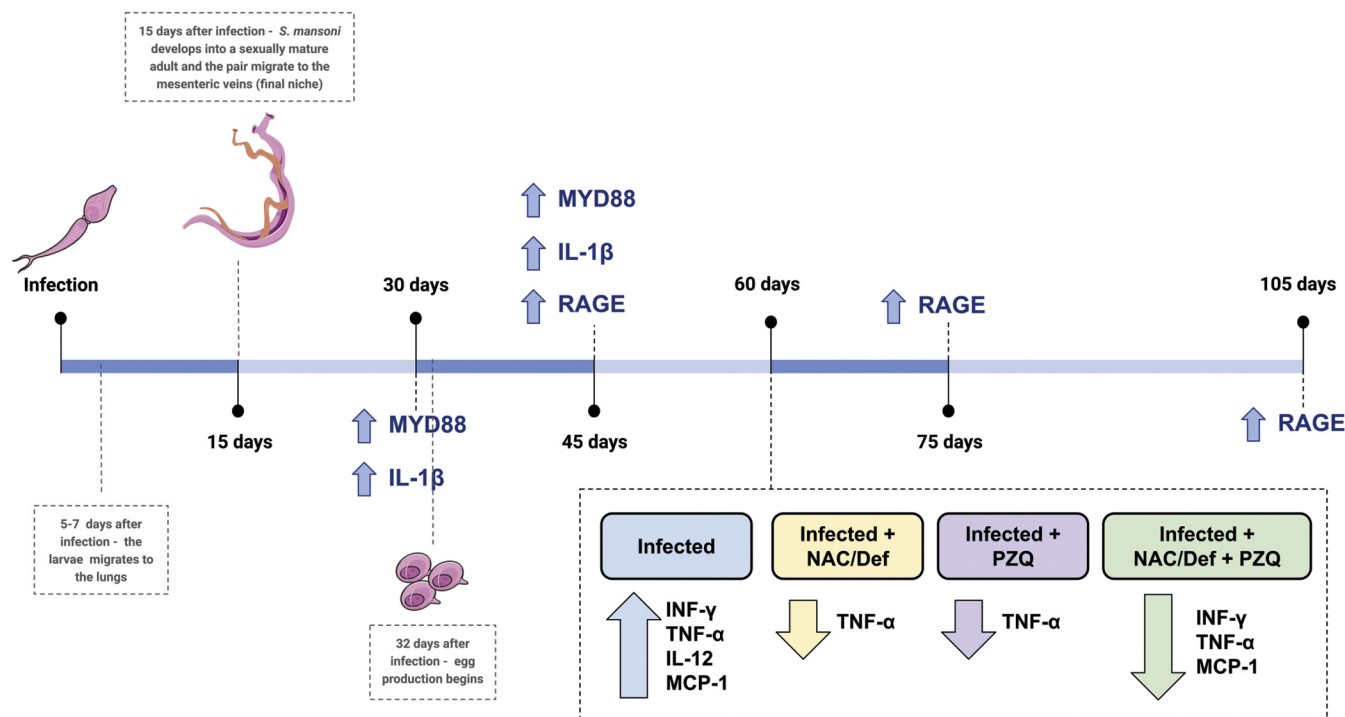 15 days after infection - S. mansoni
develops into a sexually mature
adult and the pair migrate to the
mesenteric veins (final niche)
MYD88
IL-1β
RAGE
Infection
30 days
60 days
RAGE
105 days
15 days
MYD88
IL-1β
45 days
75 days
RAGE
5-7 days after
infection - the
larvae migrates to
the lungs
32 days after
infection - egg
production begins
Infected
INF-γ
TNF-α
IL-12
MCP-1
Infected +
NAC/Def
TNF-α
Infected +
PZQ
TNF-α
Infected +
NAC/Def + PZQ
INF-γ
TNF-α
MCP-1